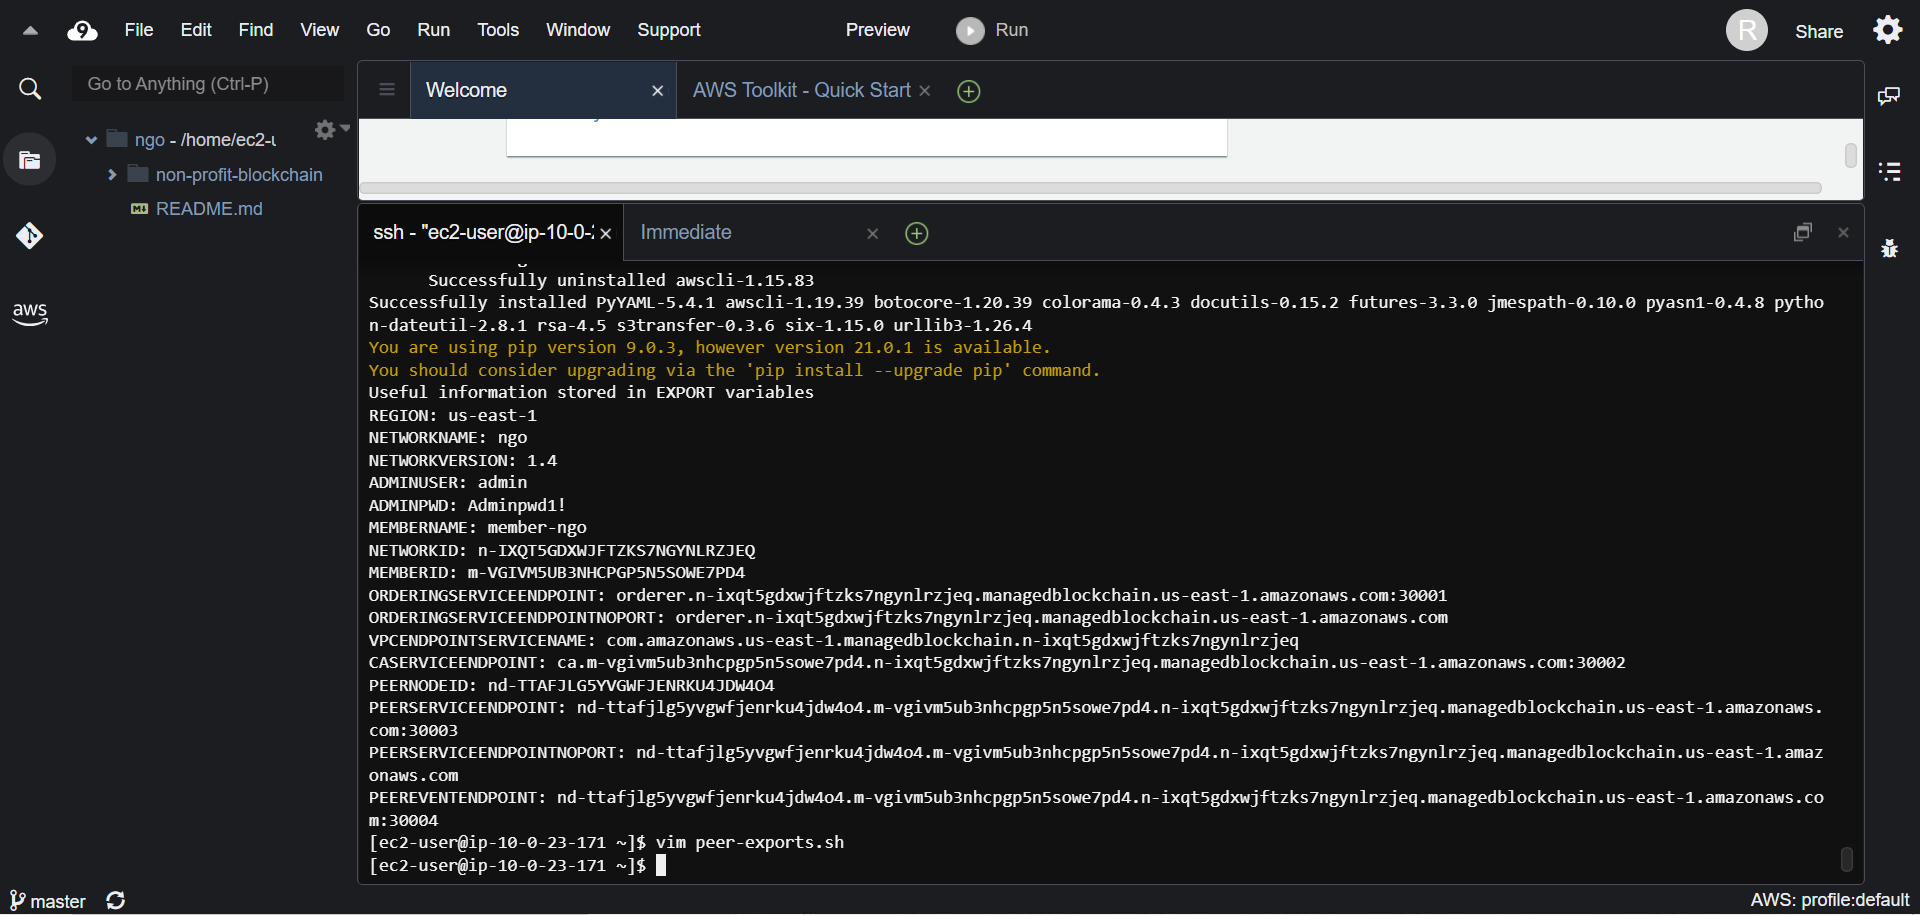 File Edit Find View Go Run Tools Window Support Preview Run R Share
Go to Anything (Ctrl-P)
Welcome
AWS Toolkit - Quick Start
ngo - /home/ec2-u
non-profit-blockchain
README.md
aws
ssh - "ec2-user@ip-10-0-2
Immediate
Successfully uninstalled awscli-1.15.83
Successfully installed PyYAML-5.4.1 awscli-1.19.39 botocore-1.20.39 colorama-0.4.3 docutils-0.15.2 futures-3.3.0 jmespath-0.10.0 pyasn1-0.4.8 pytho
n-dateutil-2.8.1 rsa-4.5 s3transfer-0.3.6 six-1.15.0 urllib3-1.26.4
You are using pip version 9.0.3, however version 21.0.1 is available.
You should consider upgrading via the 'pip install --upgrade pip' command.
Useful information stored in EXPORT variables
REGION: us-east-1
NETWORKNAME: ngo
NETWORKVERSION: 1.4
ADMINUSER: admin
ADMINPWD: Adminpwd1!
MEMBERNAME: member-ngo
NETWORKID: n-IXQT5GDXWJFTZKS7NGYNLRZJEQ
MEMBERID: m-VGIVM5UB3NHCPGP5N5SOWE7PD4
ORDERINGSERVICEENDPOINT: orderer.n-ixqt5gdxwjftzks7ngynlrzjeq.managedblockchain.us-east-1.amazonaws.com:30001
ORDERINGSERVICEENDPOINTNOPORT: orderer.n-ixqt5gdxwjftzks7ngynlrzjeq.managedblockchain.us-east-1.amazonaws.com
VPCENDPOINTSERVICENAME: com.amazonaws.us-east-1.managedblockchain.n-ixqt5gdxwjftzks7ngynlrzjeq
CASERVICEENDPOINT: ca.m-vgivm5ub3nhcpgp5n5sowe7pd4.n-ixqt5gdxwjftzks7ngynlrzjeq.managedblockchain.us-east-1.amazonaws.com:30002
PEERNODEID: nd-TTAFJLG5YVGWFJENRKU4JDW4O4
PEERSERVICEENDPOINT: nd-ttafjlg5yvgwfjenrku4jdw4o4.m-vgivm5ub3nhcpgp5n5sowe7pd4.n-ixqt5gdxwjftzks7ngynlrzjeq.managedblockchain.us-east-1.amazonaws.
com:30003
PEERSERVICEENDPOINTNOPORT: nd-ttafjlg5yvgwfjenrku4jdw4o4.m-vgivm5ub3nhcpgp5n5sowe7pd4.n-ixqt5gdxwjftzks7ngynlrzjeq.managedblockchain.us-east-1.amaz
onaws.com
PEEREVENTENDPOINT: nd-ttafjlg5yvgwfjenrku4jdw4o4.m-vgivm5ub3nhcpgp5n5sowe7pd4.n-ixqt5gdxwjftzks7ngynlrzjeq.managedblockchain.us-east-1.amazonaws.co
m:30004
[ec2-user@ip-10-0-23-171 ~]$ vim peer-exports.sh
[ec2-user@ip-10-0-23-171 ~]$
master
AWS: profile:default